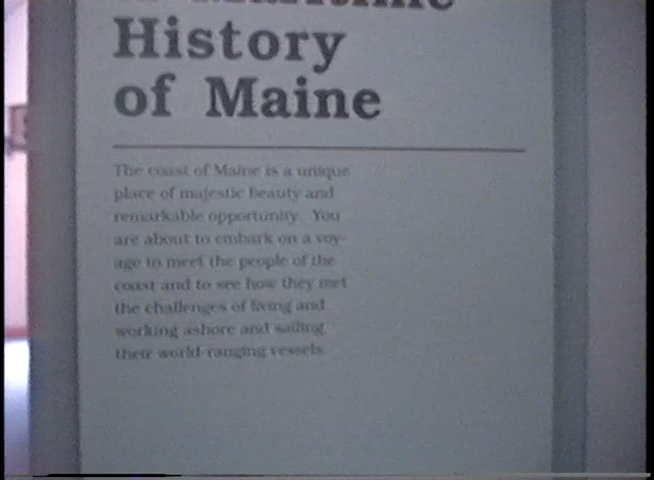 Maritime
History
of Maine
The coast of Maine is a unique
place of majestic beauty and
remarkable opportunity. You
are about to embark on a voy-
age to meet the people of the
coast and to see how they met
the challenges of living and
working ashore and sailing
their world-ranging vessels.